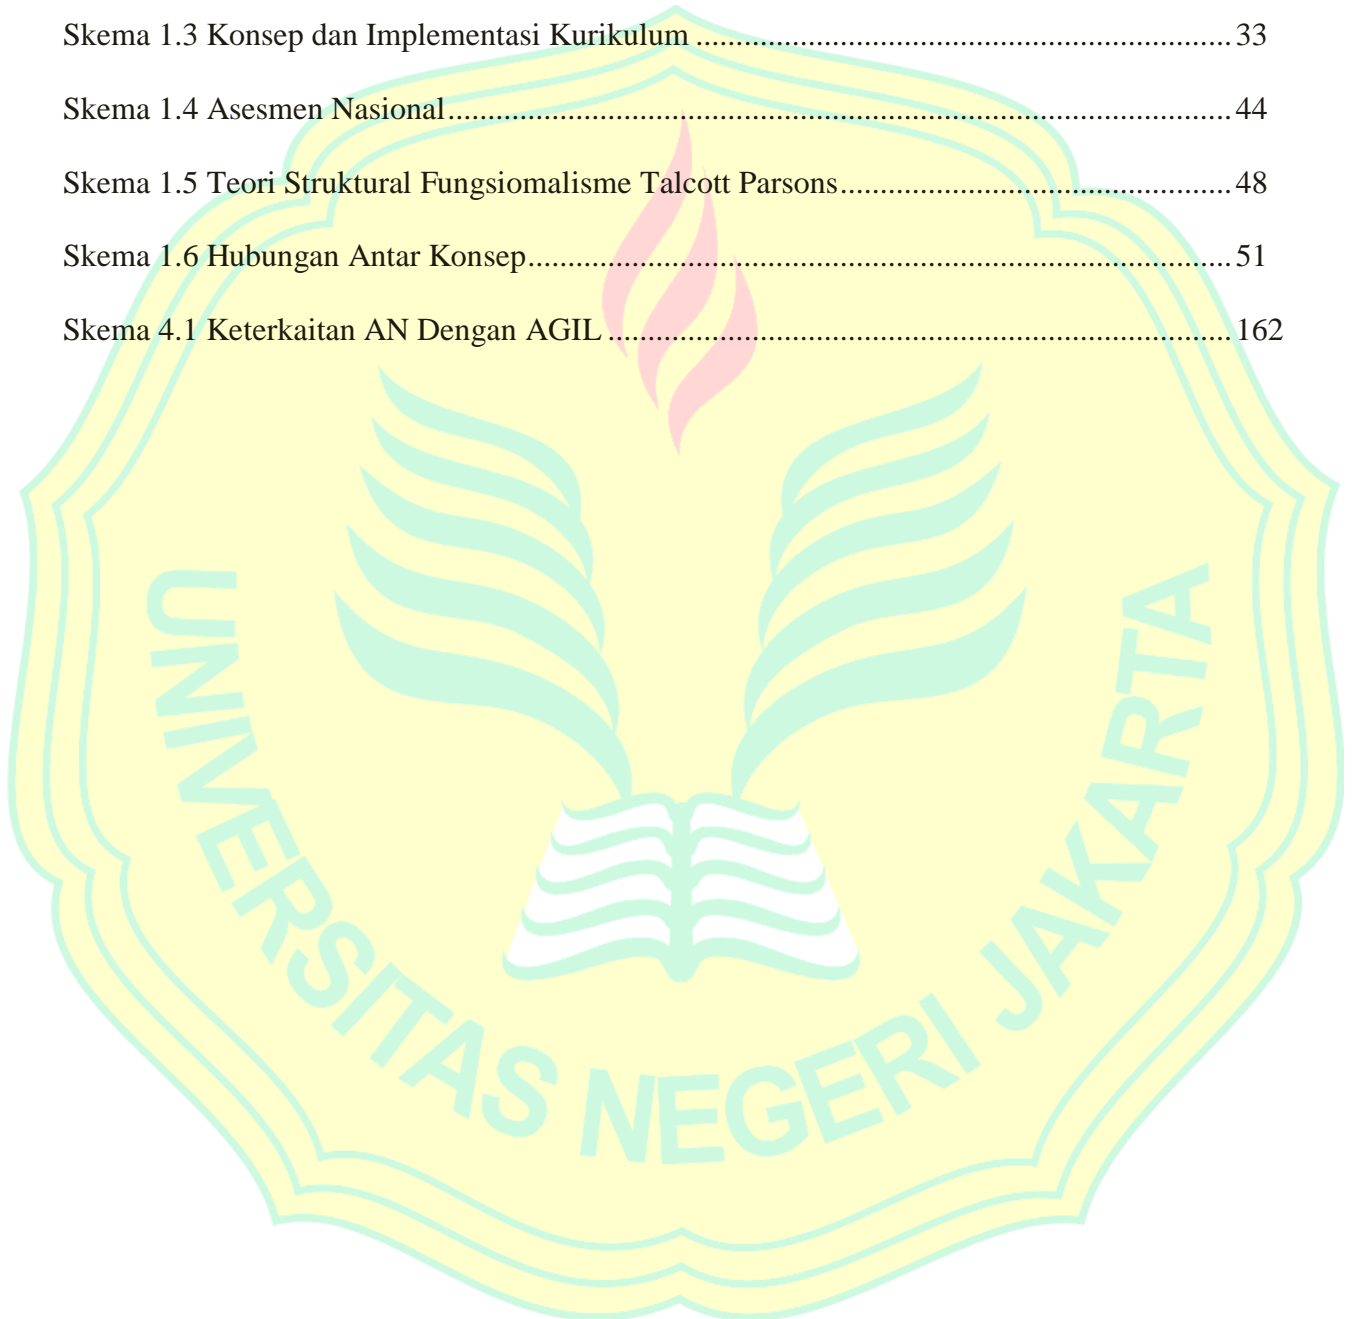 Skema 1.3 Konsep dan Implementasi Kurikulum ..................................................................... 33
Skema 1.4 Asesmen Nasional..................................................................................................... 44
Skema 1.5 Teori Struktural Fungsiomalisme Talcott Parsons.................................................. 48
Skema 1.6 Hubungan Antar Konsep.......................................................................................... 51
Skema 4.1 Keterkaitan AN Dengan AGIL ................................................................................ 162
UNIVERSITAS NEGERI JAKARTA